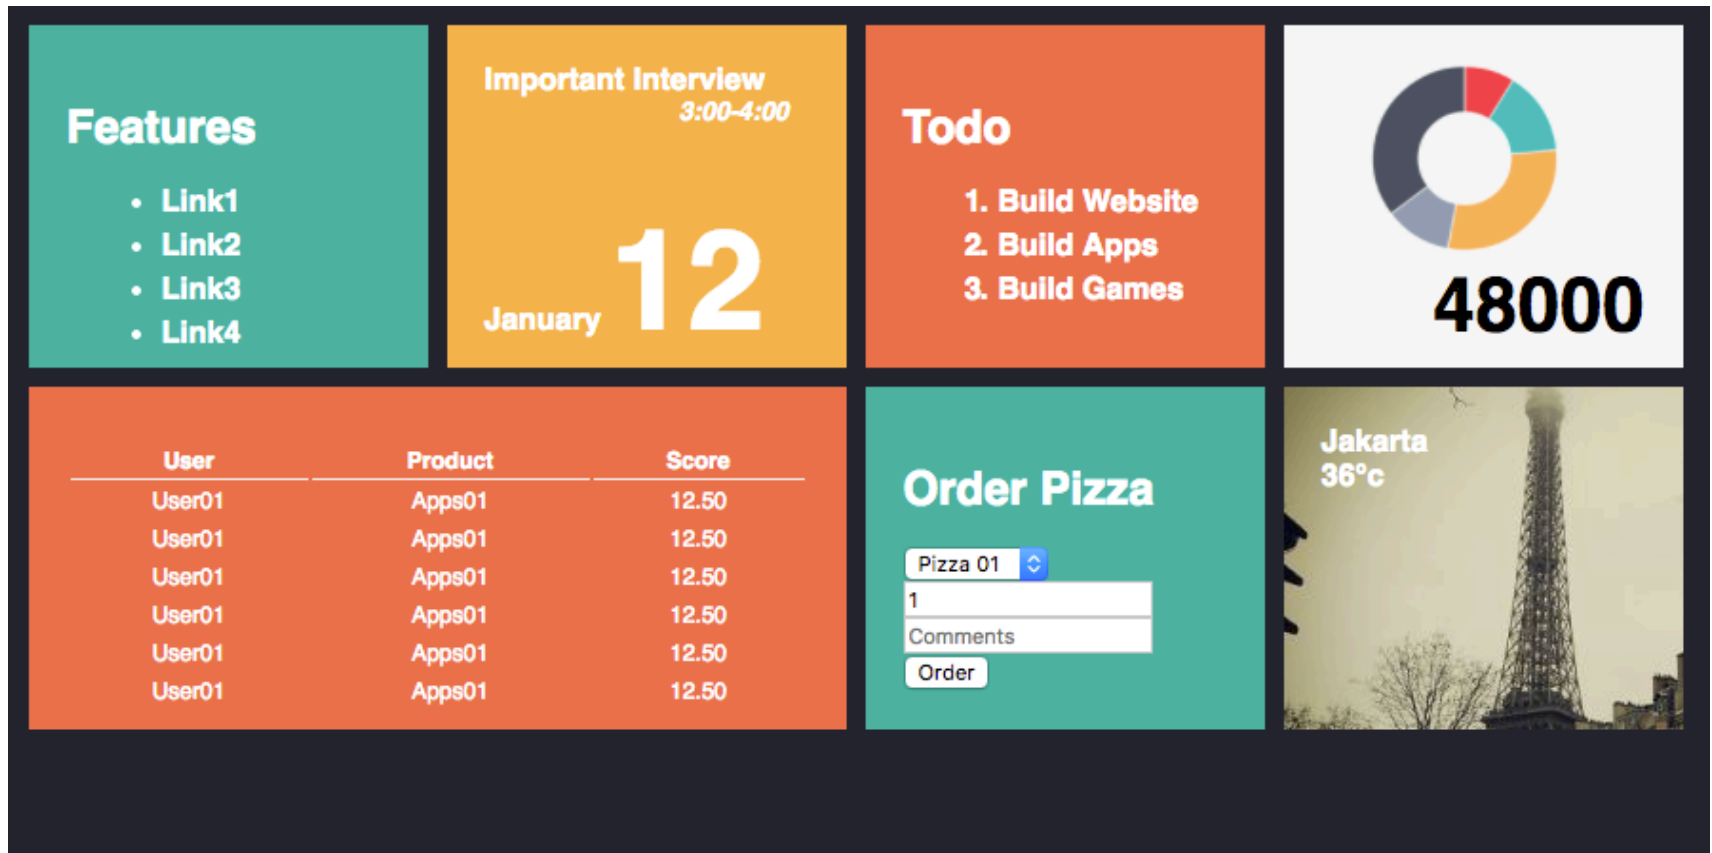 Features
• Link1
• Link2
• Link3
• Link4
Important Interview
3:00-4:00
January 12
Todo
1. Build Website
2. Build Apps
3. Build Games
48000
User Product Score
User01 Apps01 12.50
User01 Apps01 12.50
User01 Apps01 12.50
User01 Apps01 12.50
User01 Apps01 12.50
User01 Apps01 12.50
Order Pizza
Pizza 01
1
Comments
Order
Jakarta
36°c